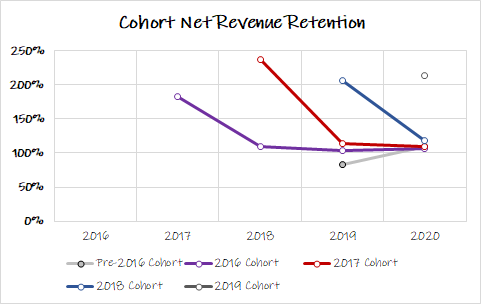 Cohort Net Revenue Retention
250%
200%
150%
100%
50%
0%
2016 2017 2018 2019 2020
Pre-2016 Cohort 2016 Cohort 2017 Cohort
2018 Cohort 2019 Cohort